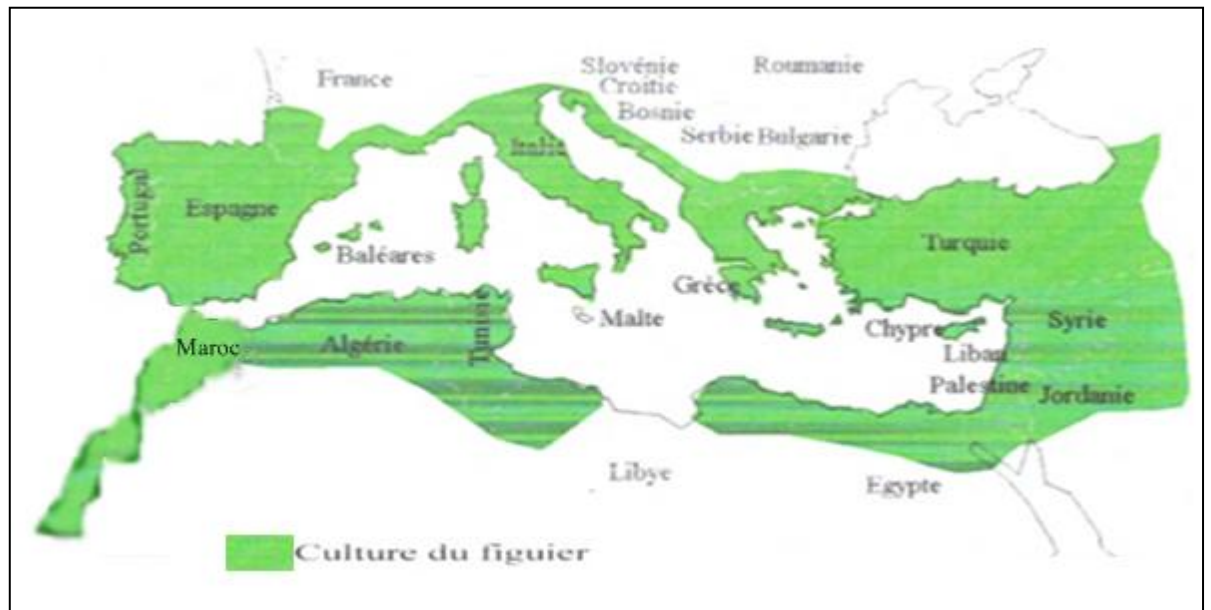 France
Slovénie
Croitie
Bosnie
Roumanie
Serbie Bulgarie
Italie
Portugal
Espagne
Baléares
Turquie
Grèce
Malte
Chypre
Syrie
Liban
Palestine
Jordanie
Maroc
Algérie
Tunisie
Libye
Egypte
Culture du figuier